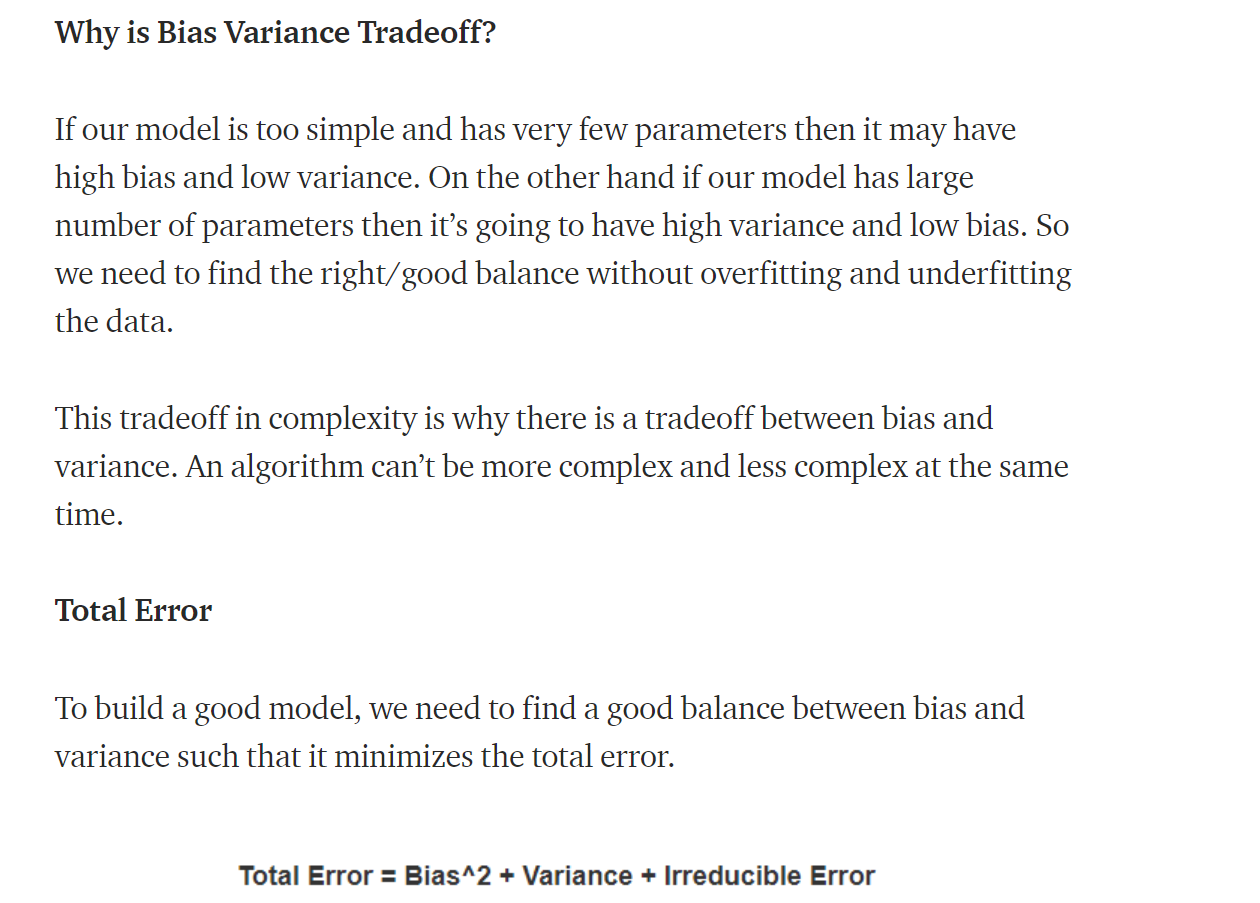 Why is Bias Variance Tradeoff?
If our model is too simple and has very few parameters then it may have
high bias and low variance. On the other hand if our model has large
number of parameters then it’s going to have high variance and low bias. So
we need to find the right/good balance without overfitting and underfitting
the data.
This tradeoff in complexity is why there is a tradeoff between bias and
variance. An algorithm can’t be more complex and less complex at the same
time.
Total Error
To build a good model, we need to find a good balance between bias and
variance such that it minimizes the total error.
Total Error = Bias^2 + Variance + Irreducible Error